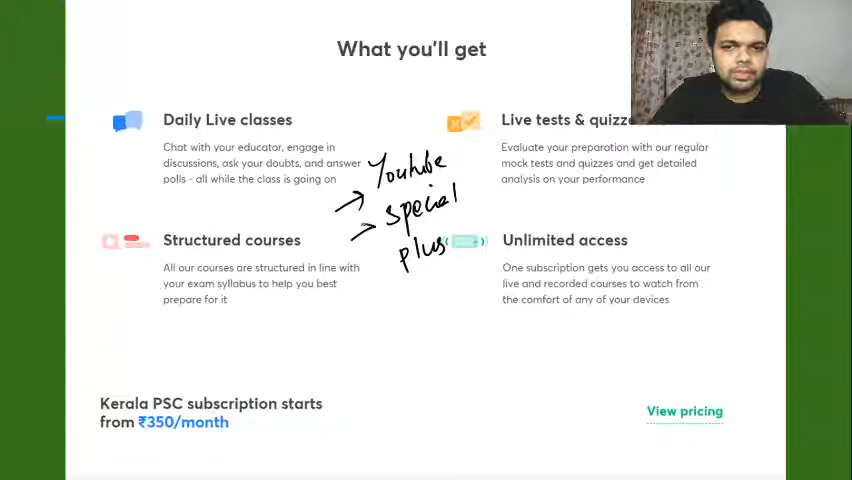 What you'll get
Daily Live classes
Chat with your educator, engage in
discussions, ask your doubts, and answer
polls - all while the class is going on
Live tests & quizze
Evaluate your preparation with our regular
mock tests and quizzes and get detailed
analysis on your performance
Youtube
special
plus
Structured courses
All our courses are structured in line with
your exam syllabus to help you best
prepare for it
Unlimited access
One subscription gets you access to all our
live and recorded courses to watch from
the comfort of any of your devices
Kerala PSC subscription starts
from ₹350/month
View pricing